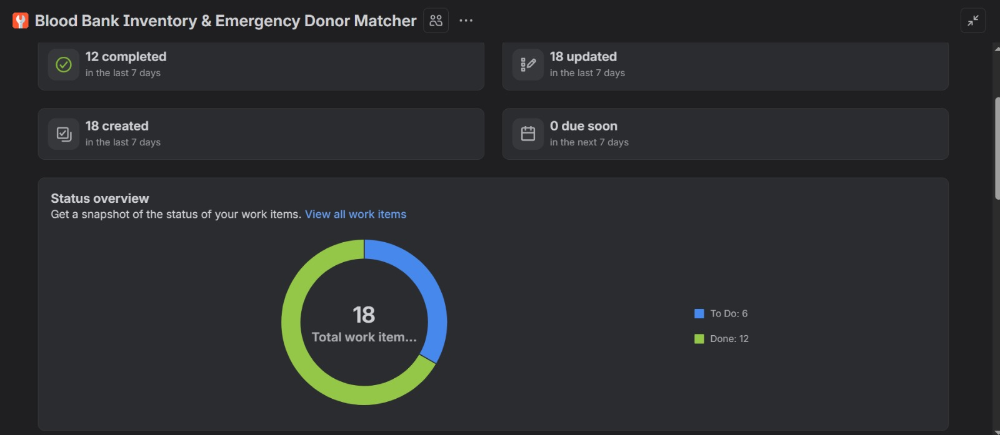 Blood Bank Inventory & Emergency Donor Matcher
12 completed
in the last 7 days
18 updated
in the last 7 days
18 created
in the last 7 days
0 due soon
in the next 7 days
Status overview
Get a snapshot of the status of your work items. View all work items
18
Total work item...
To Do: 6
Done: 12